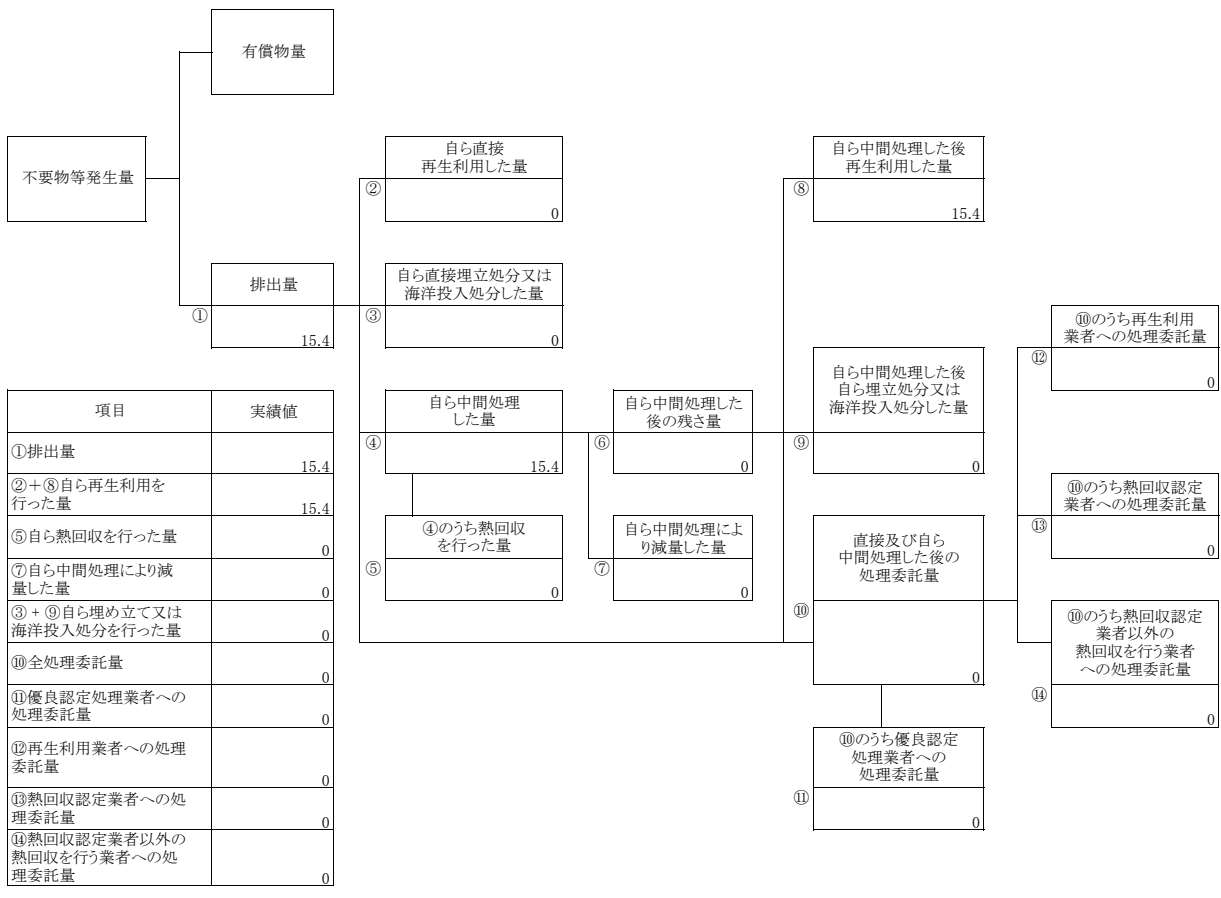 有償物量
不要物等発生量
自ら直接
再生利用した量
②
0
自ら中間処理した後
再生利用した量
⑧
15.4
排出量
①
15.4
自ら直接埋立処分又は
海洋投入処分した量
③
0
⑩のうち再生利用
業者への処理委託量
⑫
0
自ら中間処理した後
自ら埋立処分又は
海洋投入処分した量
⑨
0
自ら中間処理
した量
④
15.4
自ら中間処理した
後の残さ量
⑥
0
⑩のうち熱回収認定
業者への処理委託量
⑬
0
④のうち熱回収
を行った量
⑤
0
自ら中間処理によ
り減量した量
⑦
0
直接及び自ら
中間処理した後の
処理委託量
⑩
0
⑩のうち熱回収認定
業者以外の
熱回収を行う業者
への処理委託量
⑭
0
⑩のうち優良認定
処理業者への
処理委託量
⑪
0
項目 実績値
①排出量
15.4
②＋⑧自ら再生利用を
行った量
15.4
⑤自ら熱回収を行った量
0
⑦自ら中間処理により減
量した量
0
③ + ⑨自ら埋め立て又は
海洋投入処分を行った量
0
⑩全処理委託量
0
⑪優良認定処理業者への
処理委託量
0
⑫再生利用業者への処理
委託量
0
⑬熱回収認定業者への処
理委託量
0
⑭熱回収認定業者以外の
熱回収を行う業者への処
理委託量
0